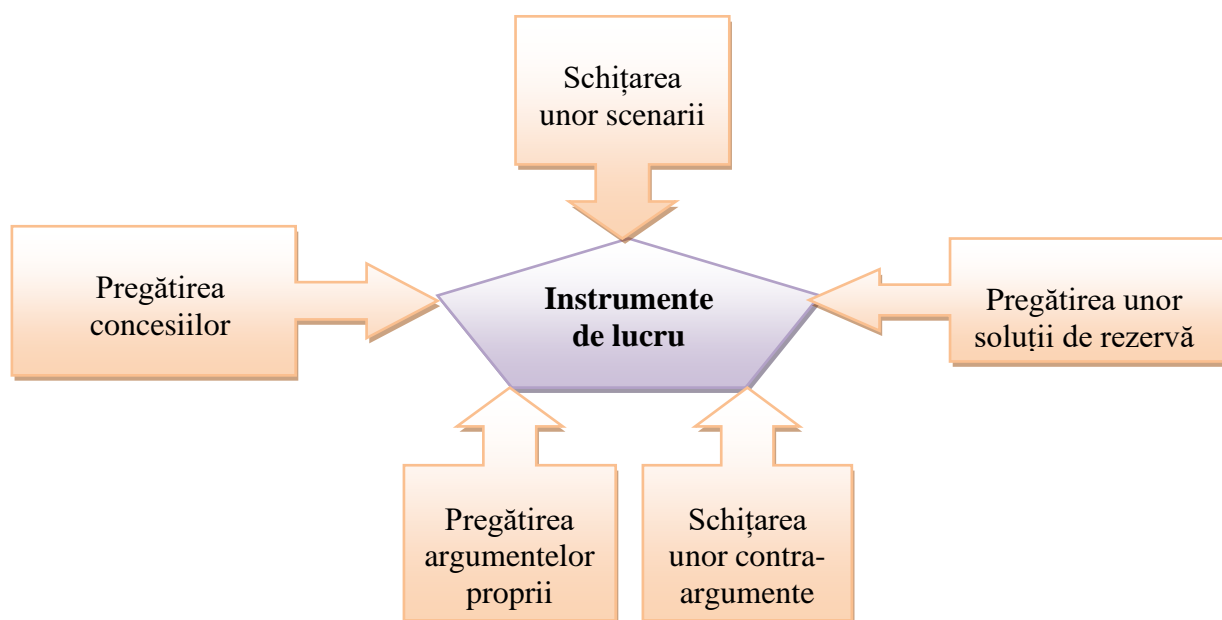 Schițarea
unor scenarii
Pregătirea
concesiilor
Instrumente
de lucru
Pregătirea unor
soluții de rezervă
Pregătirea
argumentelor
proprii
Schițarea
unor contra-
argumente